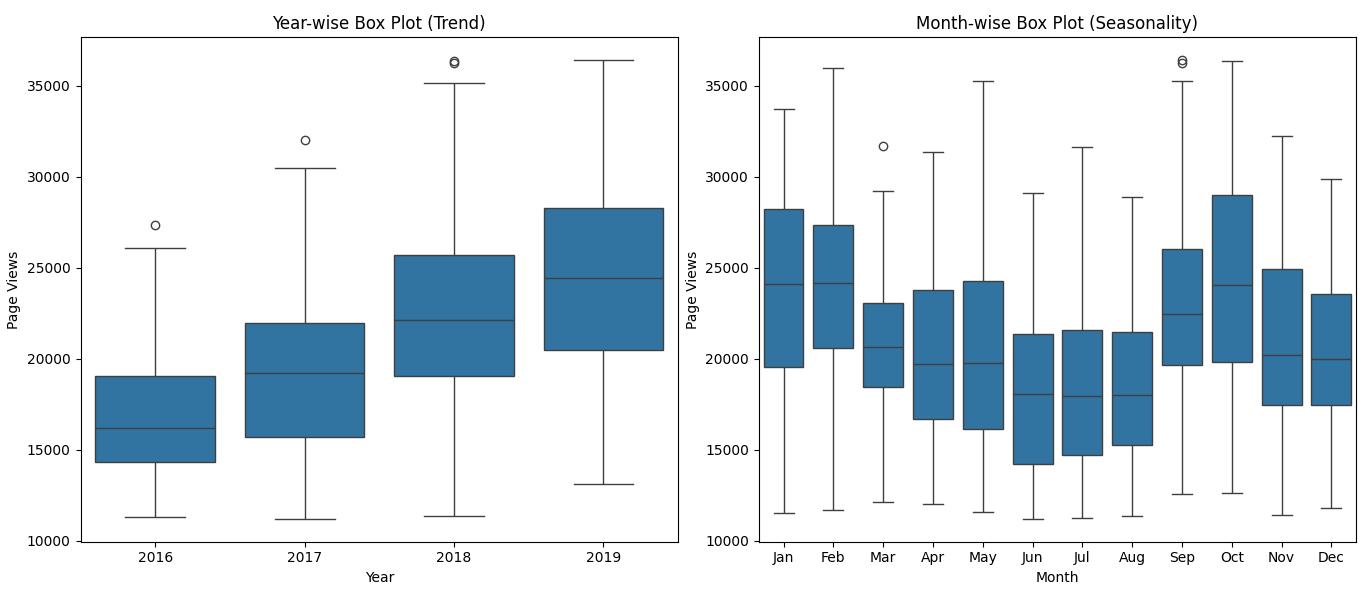 Year-wise Box Plot (Trend)
35000
30000
25000
20000
15000
10000
Page Views
2016 2017 2018 2019
Year
Month-wise Box Plot (Seasonality)
35000
30000
25000
20000
15000
10000
Page Views
Jan Feb Mar Apr May Jun Jul Aug Sep Oct Nov Dec
Month